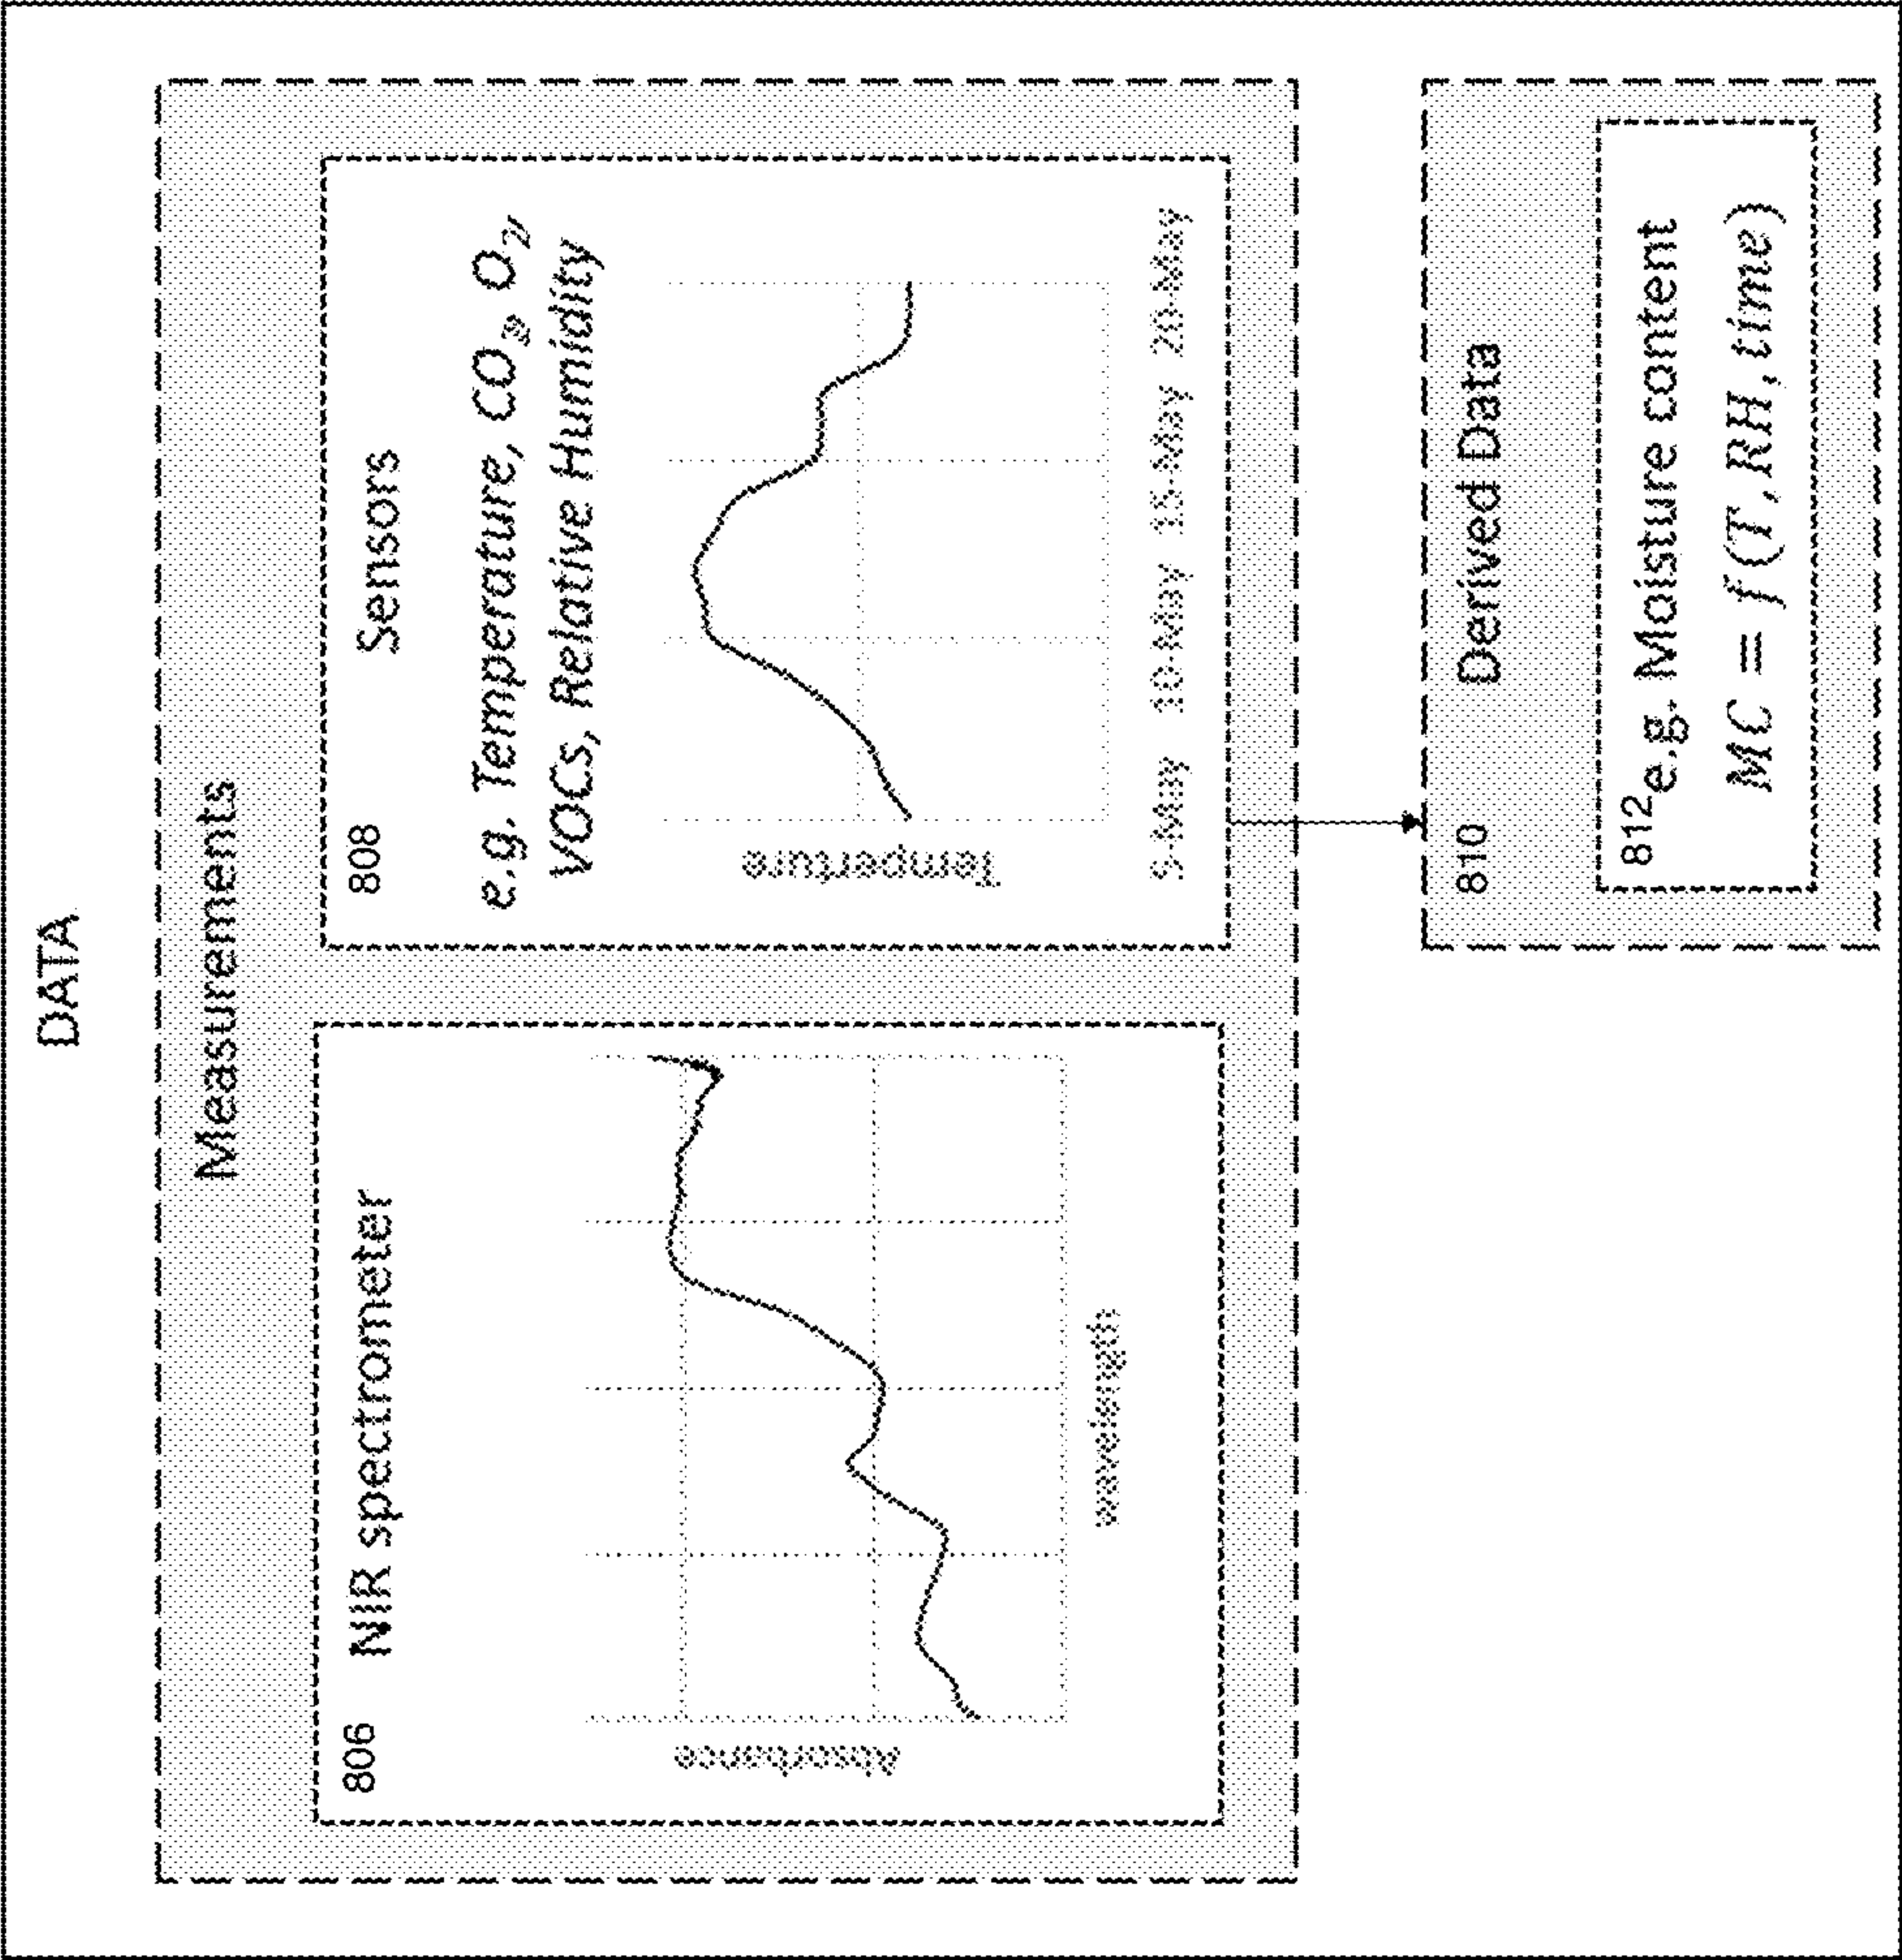 DATA
Measurements
806 NIR spectrometer
Absorbance
wavelength
808 Sensors
e.g. Temperature, CO2, O2,
VOCs, Relative Humidity
Temperture
5-May 10-May 15-May 20-May
810 Derived Data
812 e.g. Moisture content
MC = f(T,RH,time)